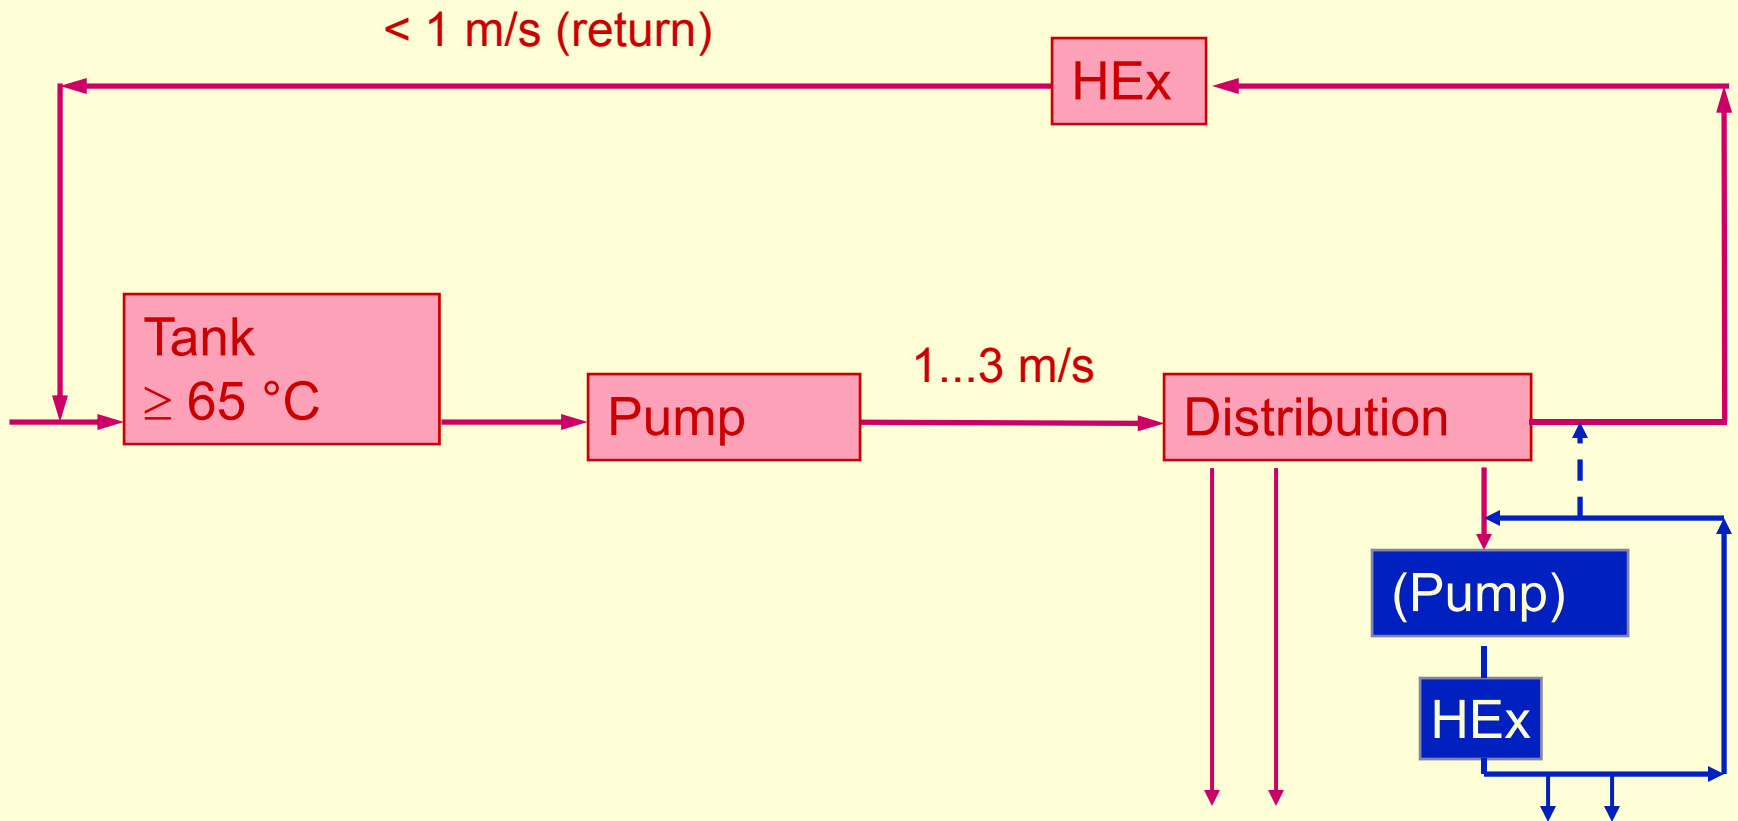 < 1 m/s (return)
HEx
Tank
≥ 65 °C
Pump
1...3 m/s
Distribution
(Pump)
HEx